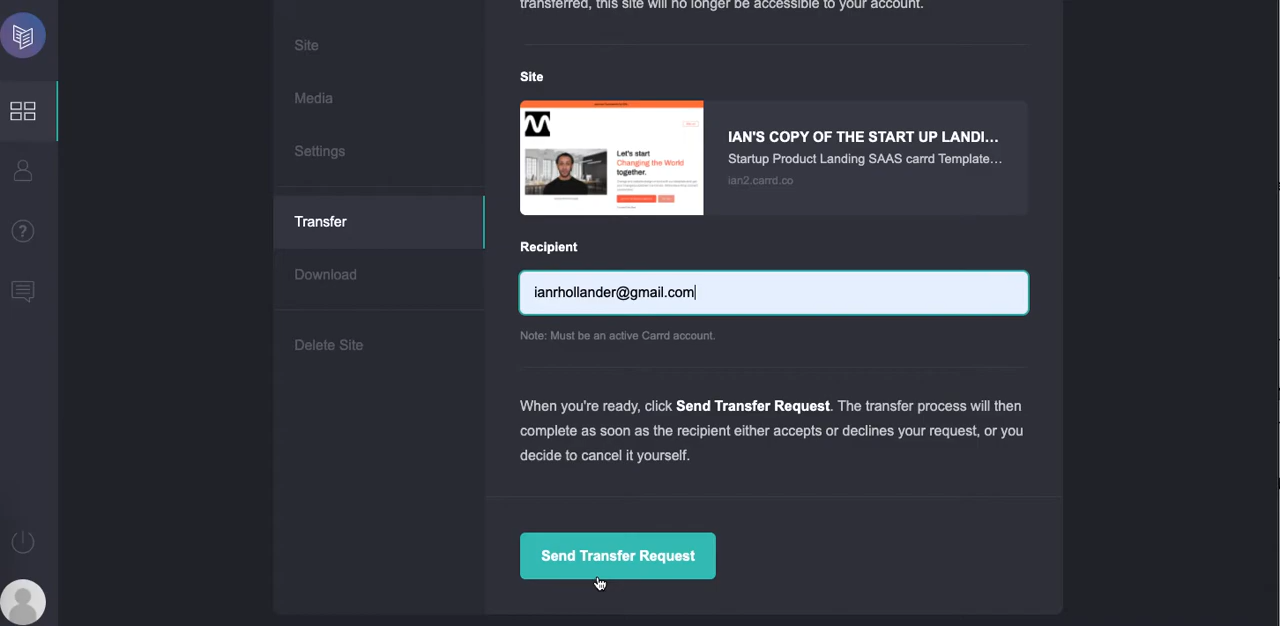 transferred, this site will no longer be accessible to your account.
Site
Media
Settings
Transfer
Download
Delete Site
Site
Let's start
Changing the World
together.
IAN'S COPY OF THE START UP LANDI...
Startup Product Landing SAAS carrd Template...
ian2.carrd.co
Recipient
ianrhollander@gmail.com
Note: Must be an active Carrd account.
When you're ready, click Send Transfer Request. The transfer process will then
complete as soon as the recipient either accepts or declines your request, or you
decide to cancel it yourself.
Send Transfer Request